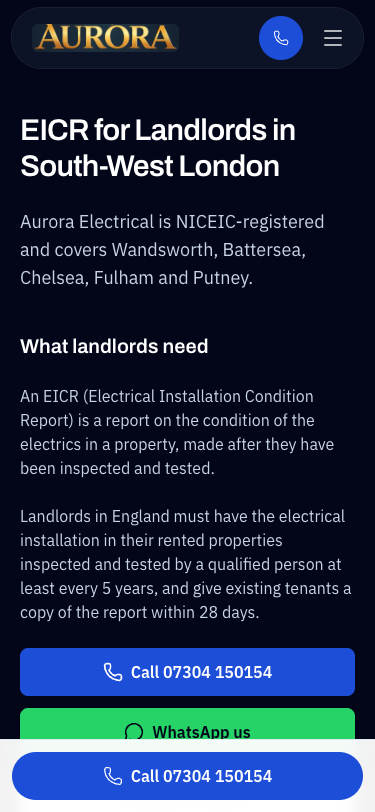 AURORA
EICR for Landlords in
South-West London
Aurora Electrical is NICEIC-registered
and covers Wandsworth, Battersea,
Chelsea, Fulham and Putney.
What landlords need
An EICR (Electrical Installation Condition
Report) is a report on the condition of the
electrics in a property, made after they have
been inspected and tested.
Landlords in England must have the electrical
installation in their rented properties
inspected and tested by a qualified person at
least every 5 years, and give existing tenants a
copy of the report within 28 days.
Call 07304 150154
WhatsApp us
Call 07304 150154